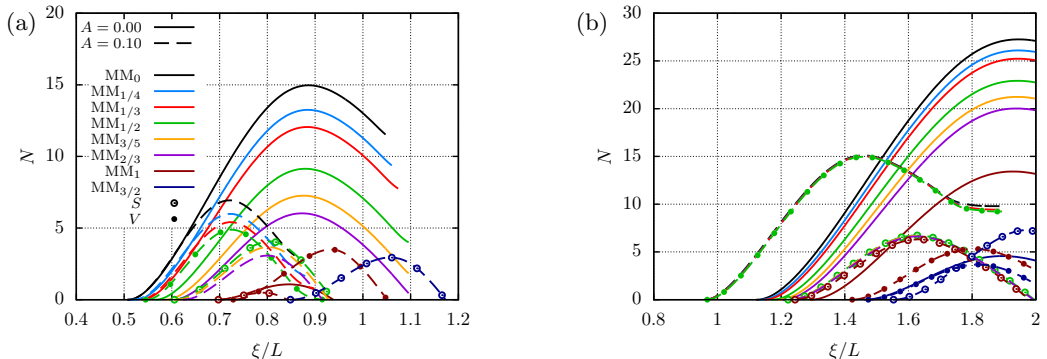 (a)
N
20
15
10
5
0
A = 0.00
A = 0.10
MM₀
MM₁/₄
MM₁/₃
MM₁/₂
MM₃/₅
MM₂/₃
MM₁
MM₃/₂
S
V
0.4 0.5 0.6 0.7 0.8 0.9 1 1.1 1.2
ξ/L
(b)
N
30
25
20
15
10
5
0
0.8 1 1.2 1.4 1.6 1.8 2
ξ/L